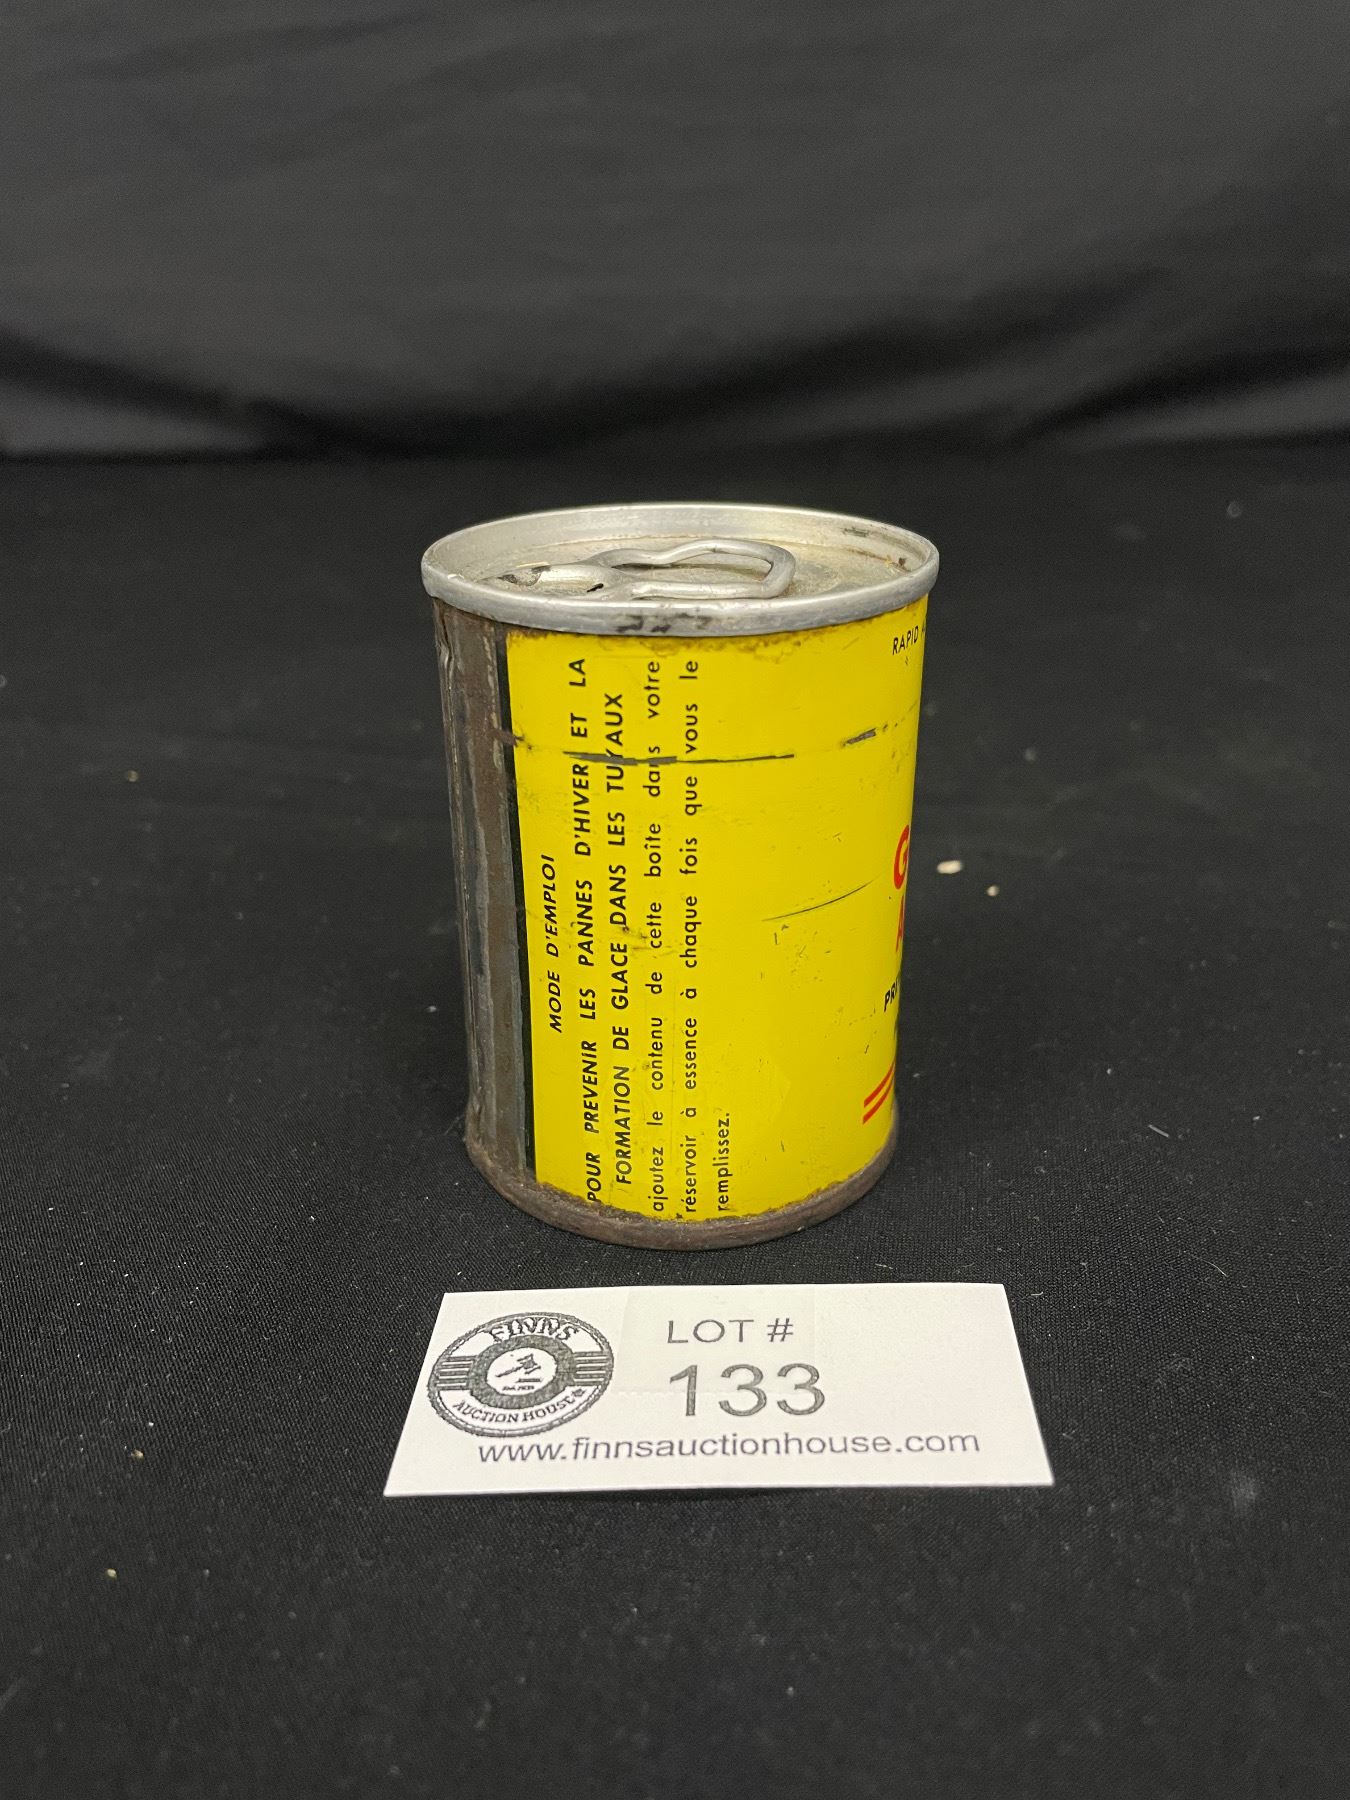 RAPID
MODE D'EMPLOI
POUR PREVENIR LES PANNES D'HIVER ET LA
FORMATION DE GLACE DANS LES TUYAUX
ajoutez le contenu de cette boîte dans votre
réservoir à essence à chaque fois que vous le
remplissez.
FINNS
AUCTION HOUSE
LOT #
133
www.finnsauctionhouse.com